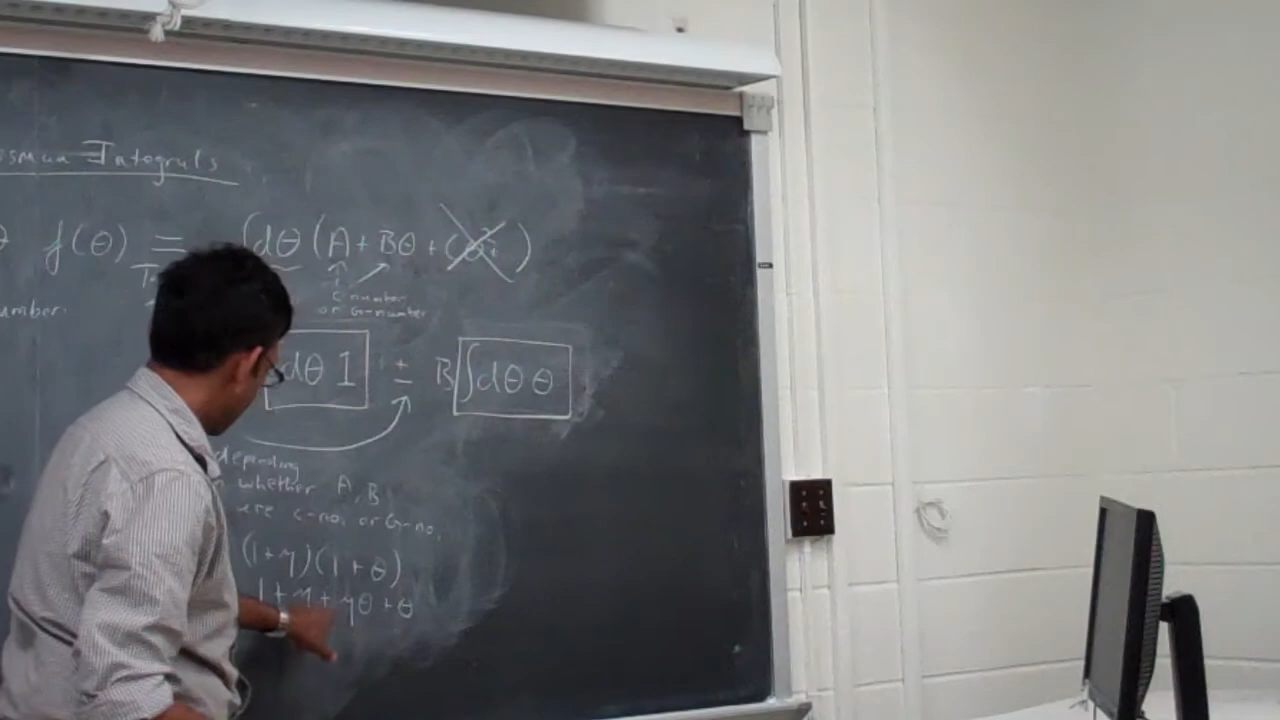 Integrals
f(θ) = ∫dθ (A + Bθ + )
c-number
umber. or G-number
dθ 1 ± B ∫dθ θ
depending
whether A, B
are c-no. or G-no.
(1+η)(1+θ)
1+η+ηθ+θ